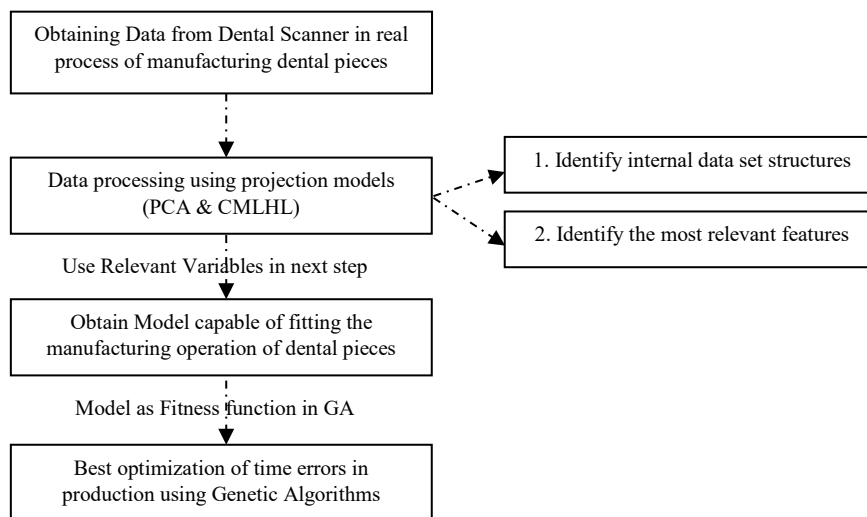 Obtaining Data from Dental Scanner in real
process of manufacturing dental pieces
Data processing using projection models
(PCA & CMLHL)
1. Identify internal data set structures
2. Identify the most relevant features
Use Relevant Variables in next step
Obtain Model capable of fitting the
manufacturing operation of dental pieces
Model as Fitness function in GA
Best optimization of time errors in
production using Genetic Algorithms